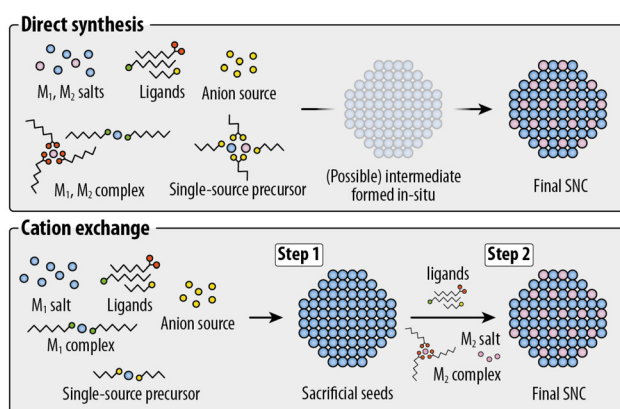 Direct synthesis
M₁, M₂ salts
Ligands
Anion source
M₁, M₂ complex
Single-source precursor
(Possible) intermediate
formed in-situ
Final SNC
Cation exchange
Step 1
Step 2
M₁ salt
Ligands
Anion source
M₁ complex
Single-source precursor
Sacrificial seeds
ligands
M₂ salt
M₂ complex
Final SNC